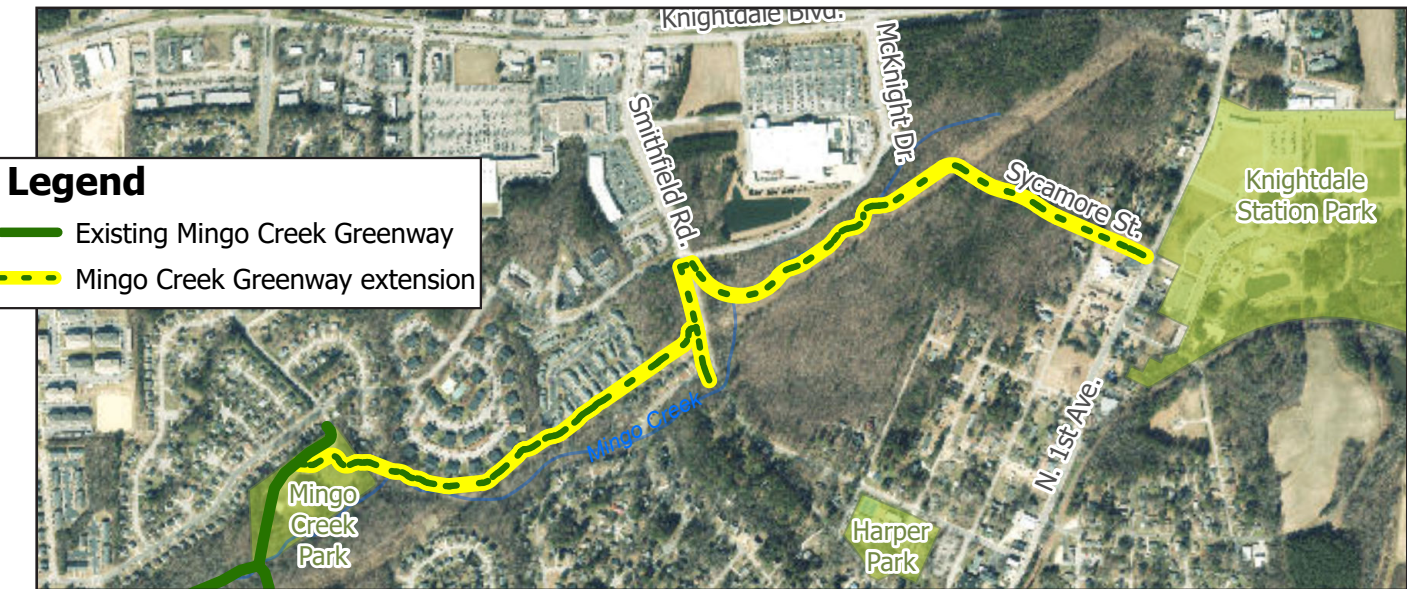 Knightdale Blvd.
McKnight Dr.
Smithfield Rd.
Legend
Existing Mingo Creek Greenway
Mingo Creek Greenway extension
Sycamore St.
Knightdale
Station Park
Mingo Creek
N. 1st Ave.
Mingo
Creek
Park
Harper
Park